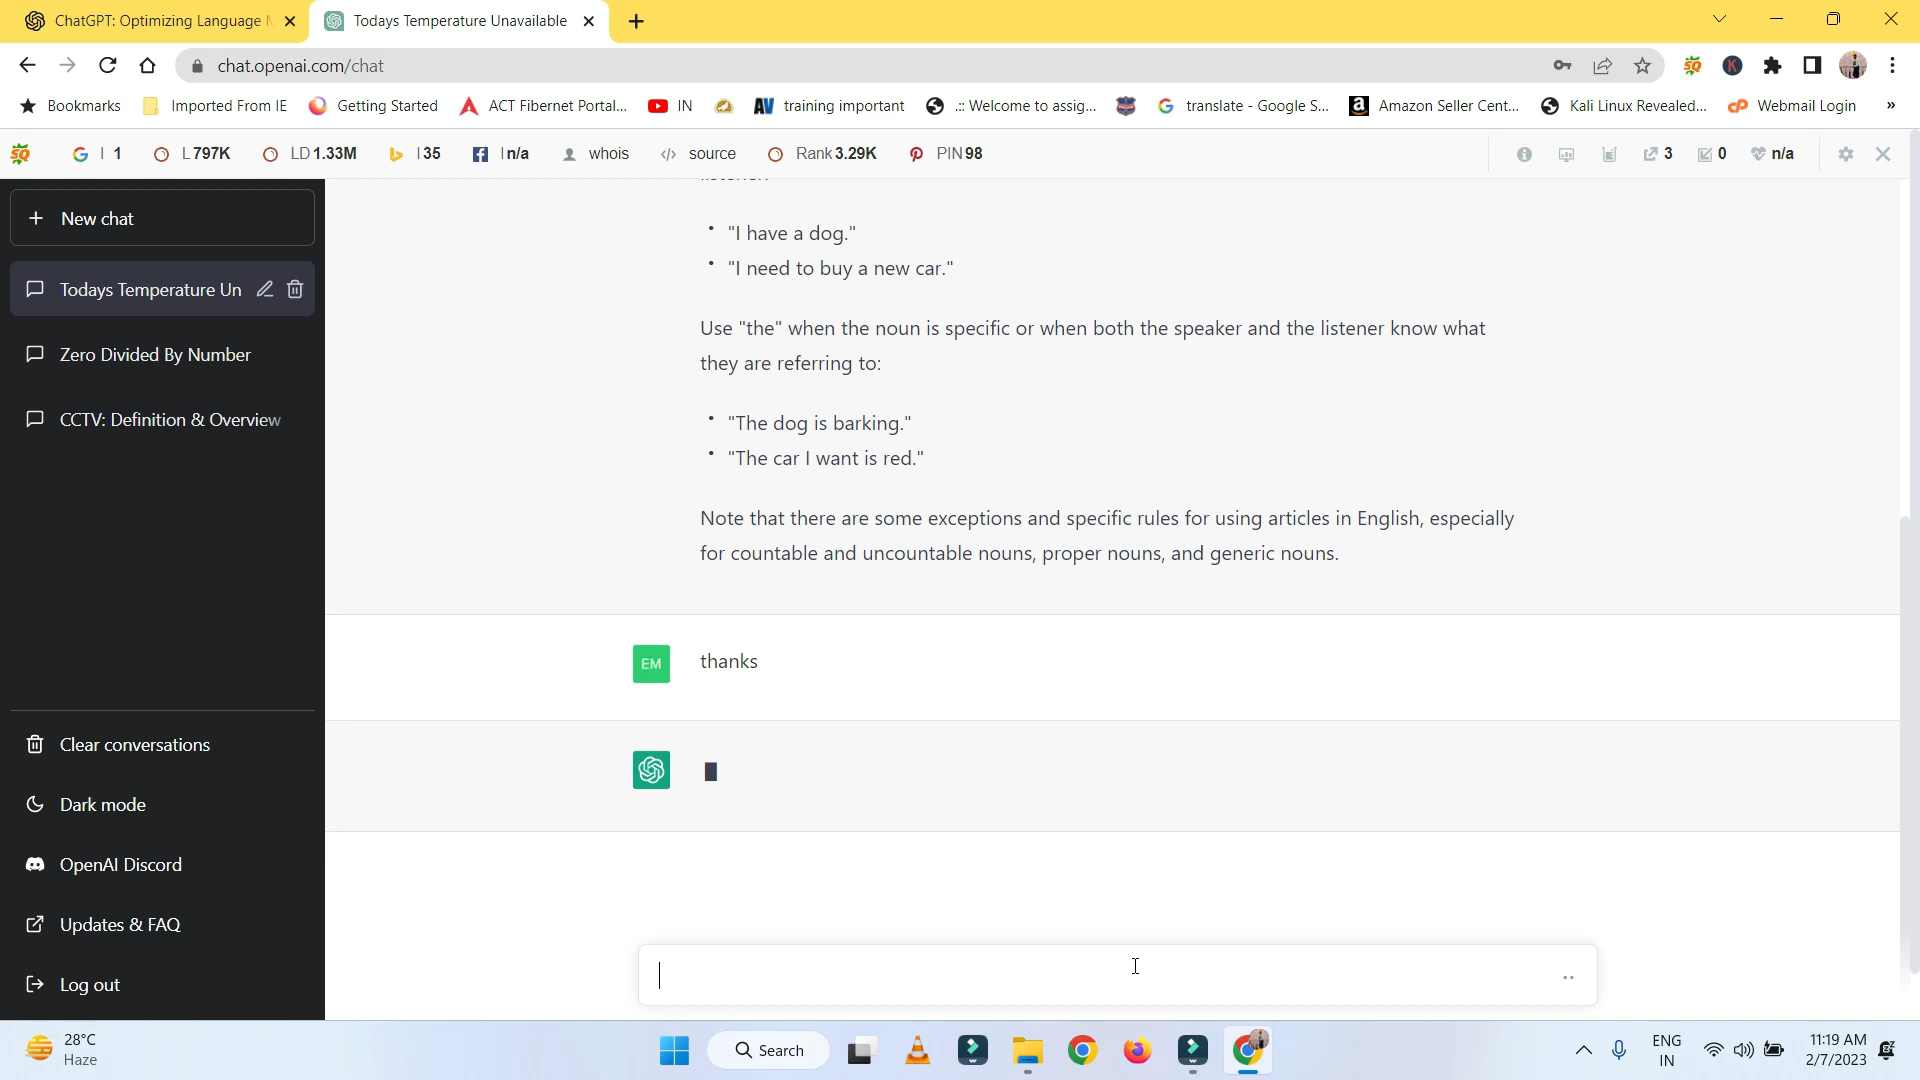 ChatGPT: Optimizing Language
Todays Temperature Unavailable
chat.openai.com/chat
Bookmarks
Imported From IE
Getting Started
ACT Fibernet Portal...
IN
AV training important
.:: Welcome to assig...
translate - Google S...
Amazon Seller Cent...
Kali Linux Revealed...
Webmail Login
»
SQ
I 1
L 797K
LD 1.33M
I 35
I n/a
whois
source
Rank 3.29K
PIN 98
3
0
n/a
New chat
Todays Temperature Un
Zero Divided By Number
CCTV: Definition & Overview
Clear conversations
Dark mode
OpenAI Discord
Updates & FAQ
Log out
• "I have a dog."
• "I need to buy a new car."
Use "the" when the noun is specific or when both the speaker and the listener know what
they are referring to:
• "The dog is barking."
• "The car I want is red."
Note that there are some exceptions and specific rules for using articles in English, especially
for countable and uncountable nouns, proper nouns, and generic nouns.
EM
thanks
28°C
Haze
Search
ENG
IN
11:19 AM
2/7/2023